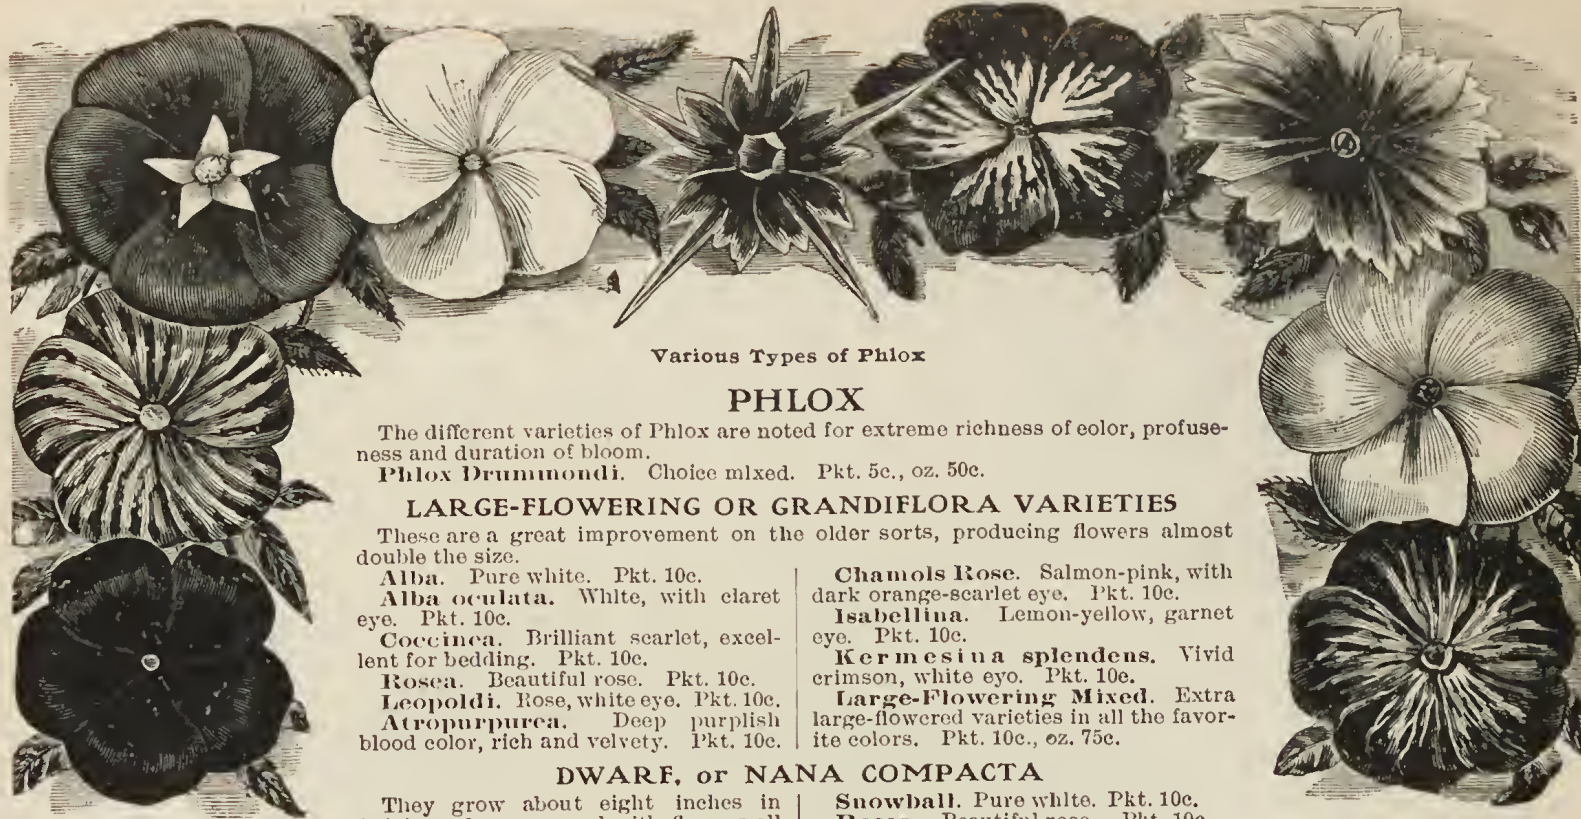 Various Types of Phlox
PHLOX
The different varieties of Phlox are noted for extreme richness of color, profuse-
ness and duration of bloom.
Phlox Drummondi. Choice mixed. Pkt. 5c., oz. 50c.
LARGE-FLOWERING OR GRANDIFLORA VARIETIES
These are a great improvement on the older sorts, producing flowers almost
double the size.
Alba. Pure white. Pkt. 10c.
Alba oculata. White, with claret
eye. Pkt. 10c.
Coccinea. Brilliant scarlet, excel-
lent for bedding. Pkt. 10c.
Rosea. Beautiful rose. Pkt. 10c.
Leopoldi. Rose, white eye. Pkt. 10c.
Atropurpurea. Deep purplish
blood color, rich and velvety. Pkt. 10c.
Chamois Rose. Salmon-pink, with
dark orange-scarlet eye. Pkt. 10c.
Isabellina. Lemon-yellow, garnet
eye. Pkt. 10c.
Kermesina splendens. Vivid
crimson, white eye. Pkt. 10c.
Large-Flowering Mixed. Extra
large-flowered varieties in all the favor-
ite colors. Pkt. 10c., oz. 75c.
DWARF, or NANA COMPACTA
They grow about eight inches in
Snowball. Pure white. Pkt. 10c.